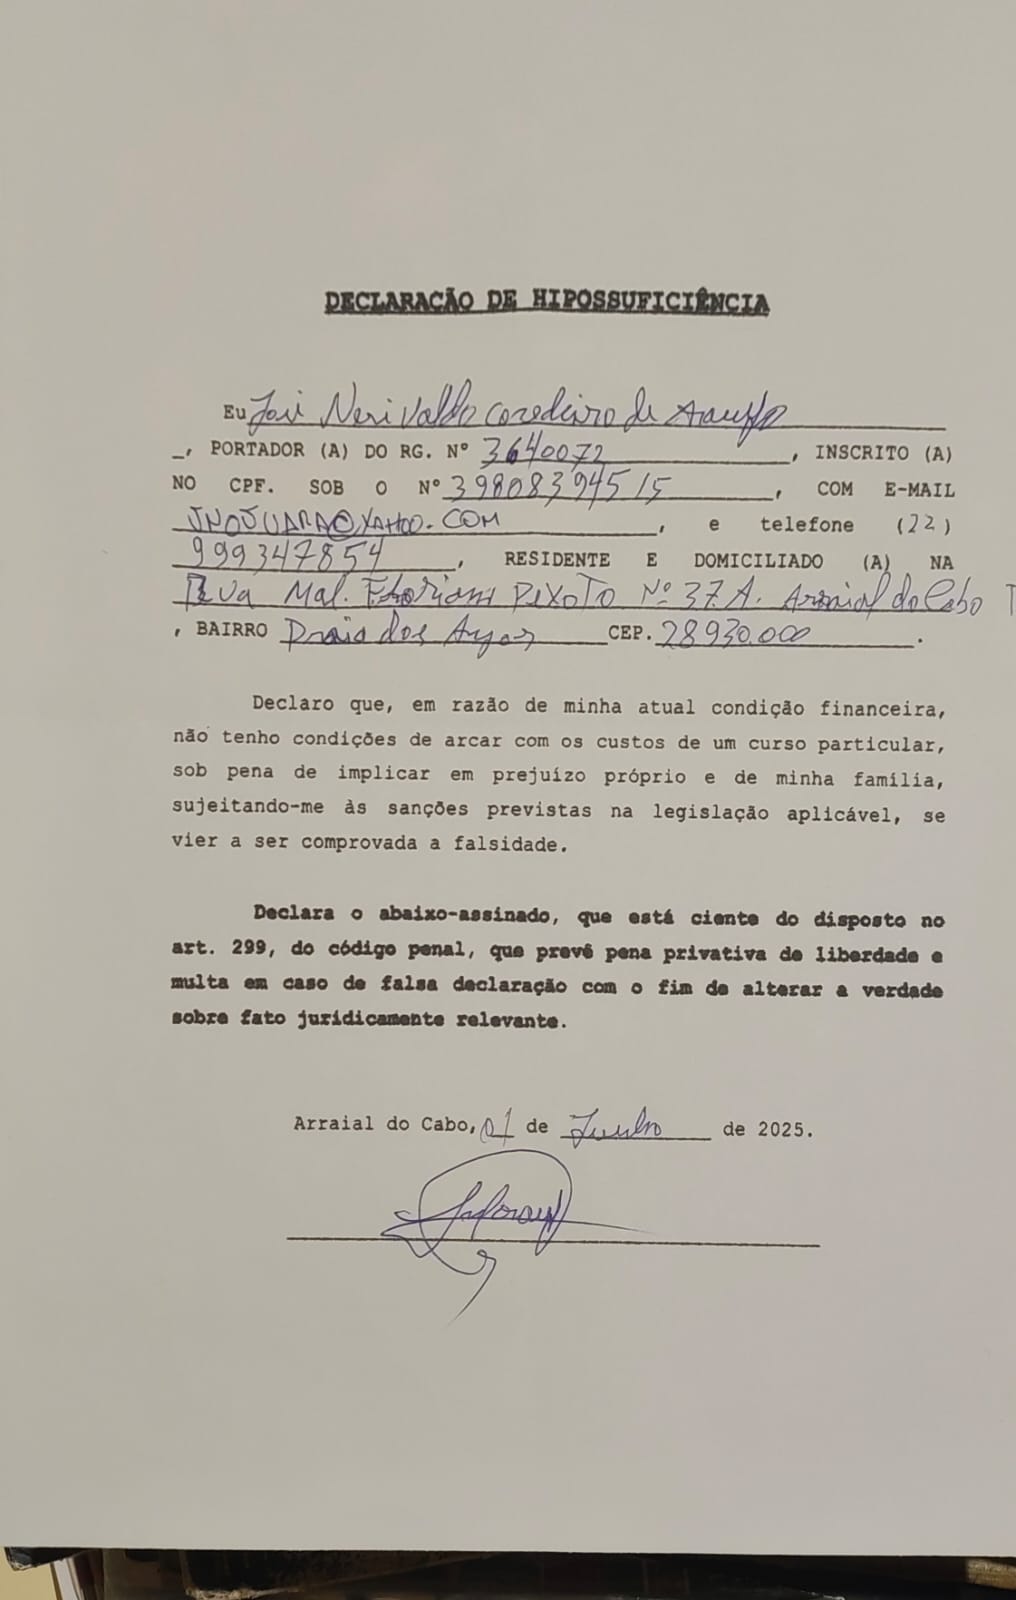 DECLARAÇÃO DE HIPOSSUFICIÊNCIA
Eu José Nerivaldo Cordeiro de Araujo
_, PORTADOR (A) DO RG. Nº 3640072, INSCRITO (A)
NO CPF. SOB O Nº 39808394515, COM E-MAIL
JNOJUARA@YAHOO.COM, e telefone (22)
999347854, RESIDENTE E DOMICILIADO (A) NA
Rua Mal. Floriano PEIXOTO Nº 37.A. Arraial do Cabo
, BAIRRO Praia dos Anjos CEP. 28930.000.
Declaro que, em razão de minha atual condição financeira,
não tenho condições de arcar com os custos de um curso particular,
sob pena de implicar em prejuízo próprio e de minha família,
sujeitando-me às sanções previstas na legislação aplicável, se
vier a ser comprovada a falsidade.
Declara o abaixo-assinado, que está ciente do disposto no
art. 299, do código penal, que prevê pena privativa de liberdade e
multa em caso de falsa declaração com o fim de alterar a verdade
sobre fato juridicamente relevante.
Arraial do Cabo, 01 de Junho de 2025.